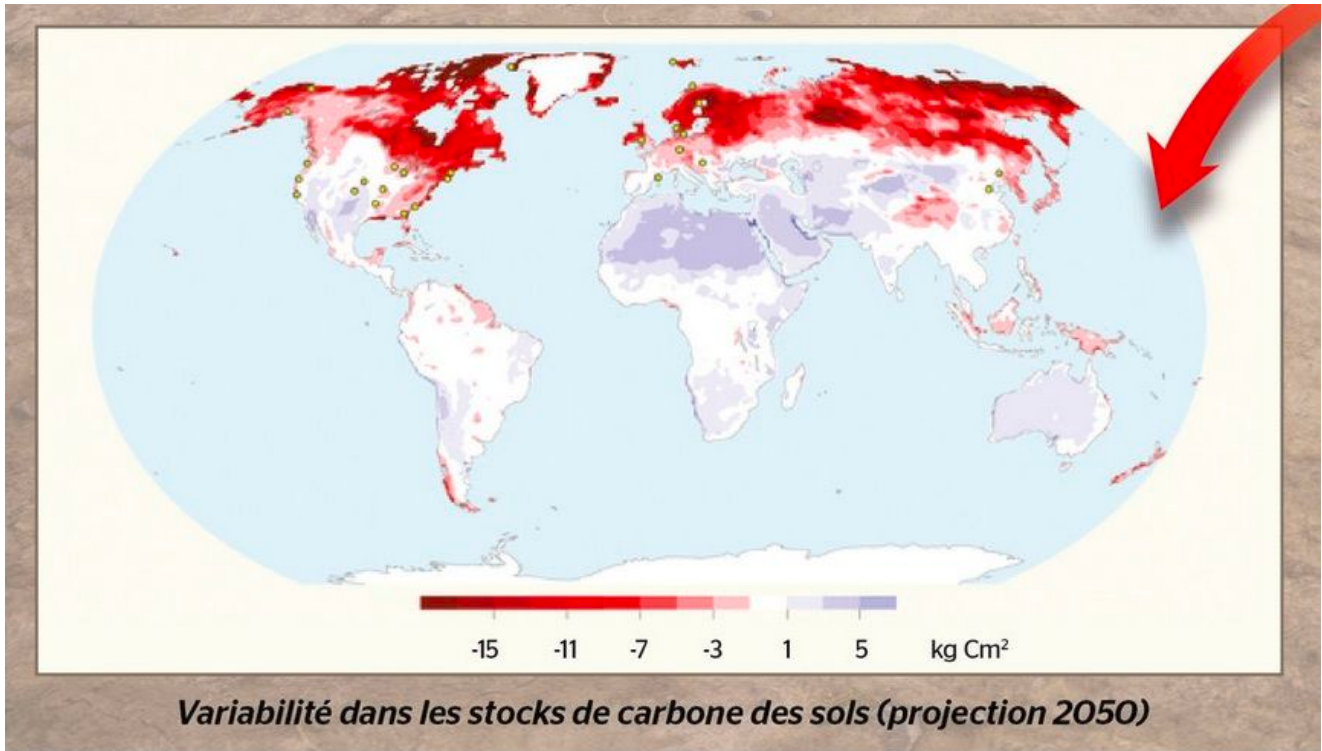 -15 -11 -7 -3 1 5 kg Cm²
Variabilité dans les stocks de carbone des sols (projection 2050)